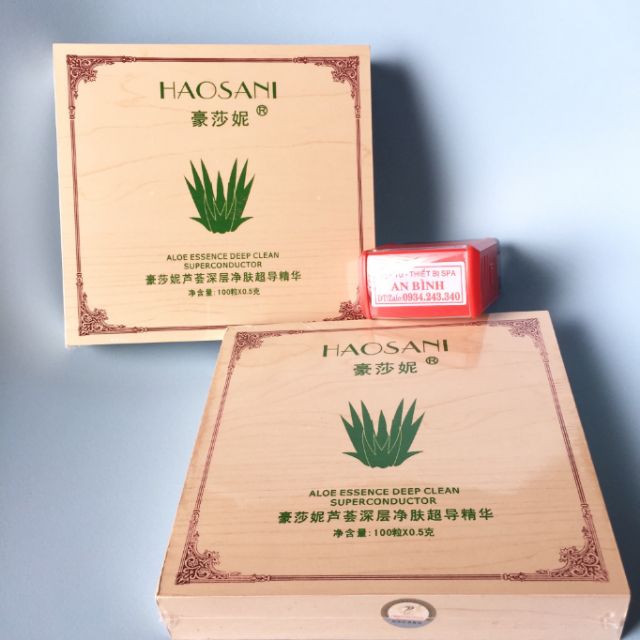 HAOSANI
豪莎妮®
ALOE ESSENCE DEEP CLEAN
SUPERCONDUCTOR
豪莎妮芦荟深层净肤超导精华
净含量: 100粒X0.5克
THIẾT BỊ SPA
AN BÌNH
ĐT/Zalo:0934.243.340
HAOSANI
豪莎妮®
ALOE ESSENCE DEEP CLEAN
SUPERCONDUCTOR
豪莎妮芦荟深层净肤超导精华
净含量: 100粒X0.5克